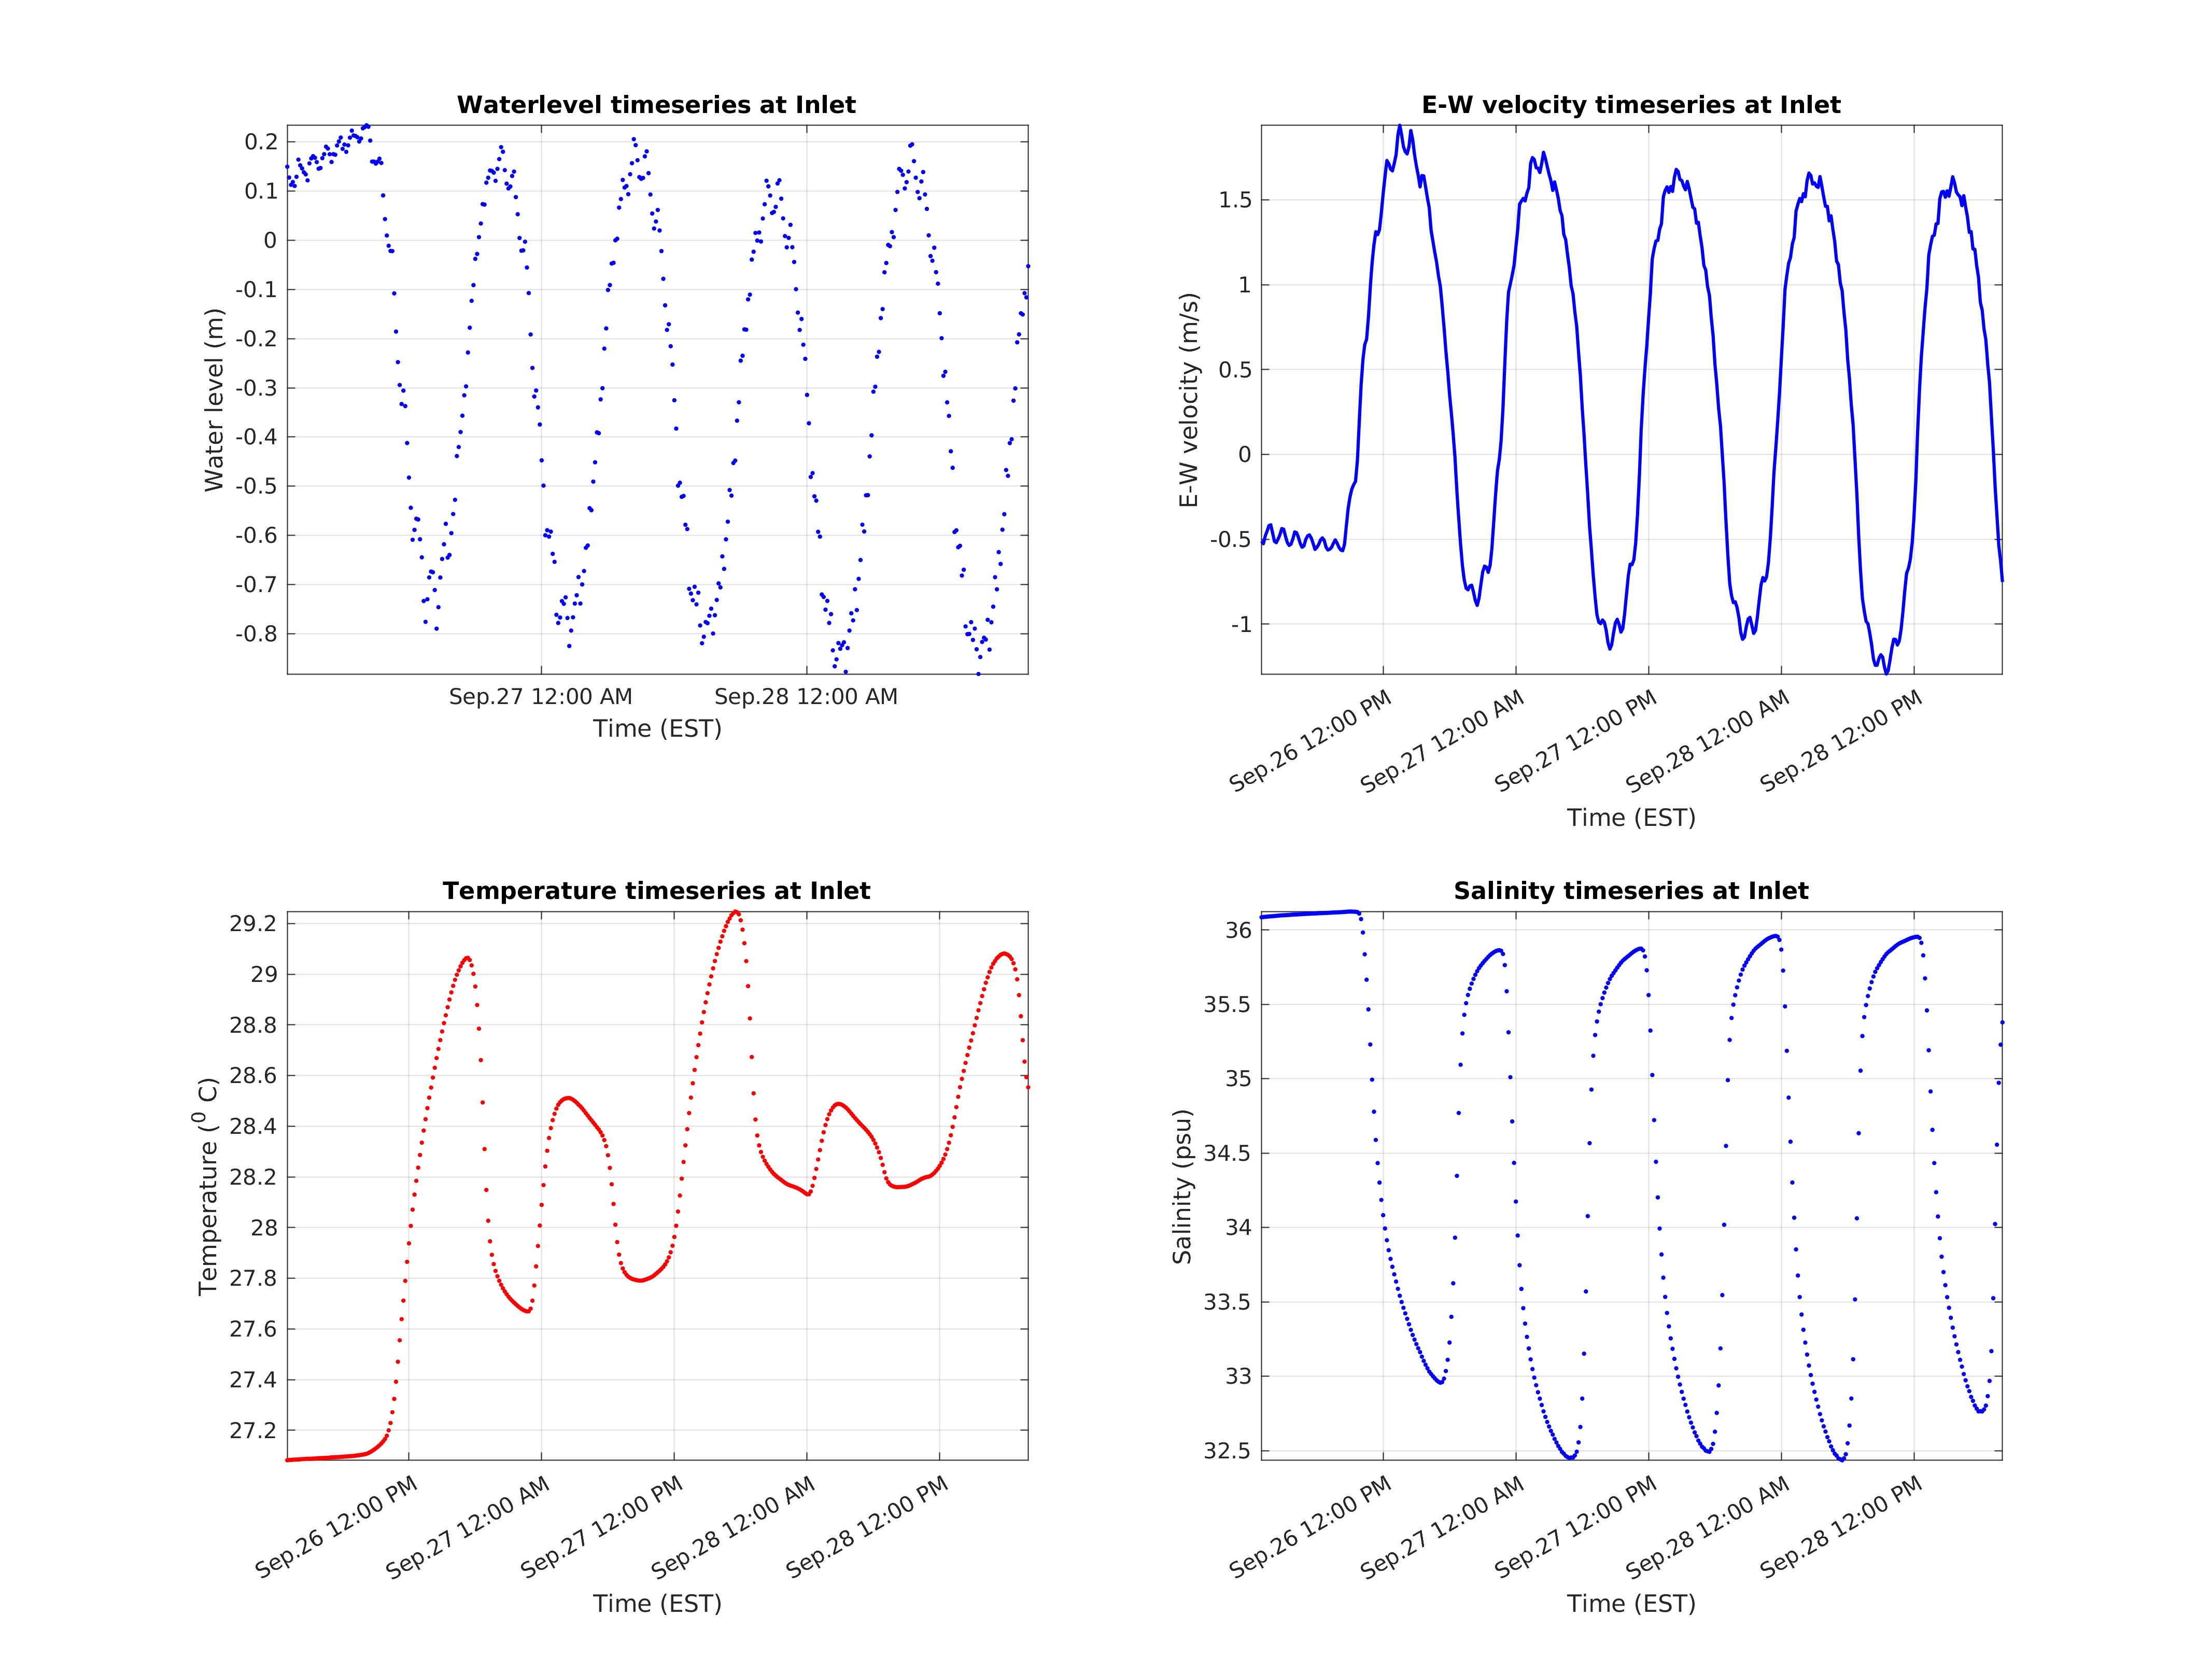 Waterlevel timeseries at Inlet
0.2
0.1
0
-0.1
-0.2
-0.3
-0.4
-0.5
-0.6
-0.7
-0.8
Water level (m)
Sep.27 12:00 AM
Sep.28 12:00 AM
Time (EST)
E-W velocity timeseries at Inlet
1.5
1
0.5
0
-0.5
-1
E-W velocity (m/s)
Sep.26 12:00 PM
Sep.27 12:00 AM
Sep.27 12:00 PM
Sep.28 12:00 AM
Sep.28 12:00 PM
Time (EST)
Temperature timeseries at Inlet
29.2
29
28.8
28.6
28.4
28.2
28
27.8
27.6
27.4
27.2
Temperature (⁰ C)
Sep.26 12:00 PM
Sep.27 12:00 AM
Sep.27 12:00 PM
Sep.28 12:00 AM
Sep.28 12:00 PM
Time (EST)
Salinity timeseries at Inlet
36
35.5
35
34.5
34
33.5
33
32.5
Salinity (psu)
Sep.26 12:00 PM
Sep.27 12:00 AM
Sep.27 12:00 PM
Sep.28 12:00 AM
Sep.28 12:00 PM
Time (EST)